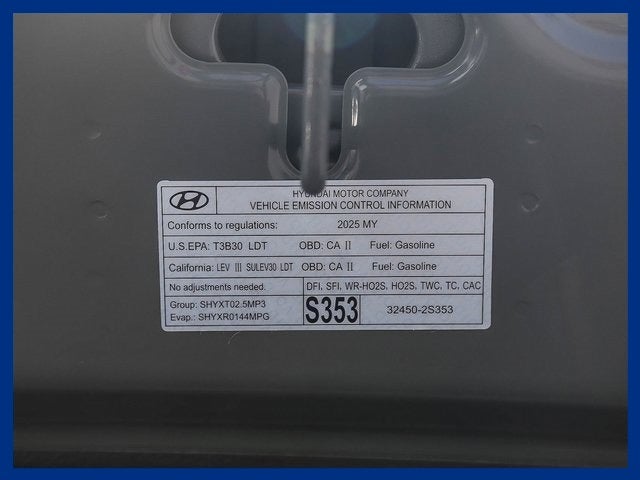 HYUNDAI MOTOR COMPANY
VEHICLE EMISSION CONTROL INFORMATION
Conforms to regulations: 2025 MY
U.S.EPA: T3B30 LDT OBD: CA II Fuel: Gasoline
California: LEV III SULEV30 LDT OBD: CA II Fuel: Gasoline
No adjustments needed. DFI, SFI, WR-HO2S, HO2S, TWC, TC, CAC
Group: SHYXT02.5MP3
Evap.: SHYXR0144MPG
S353
32450-2S353